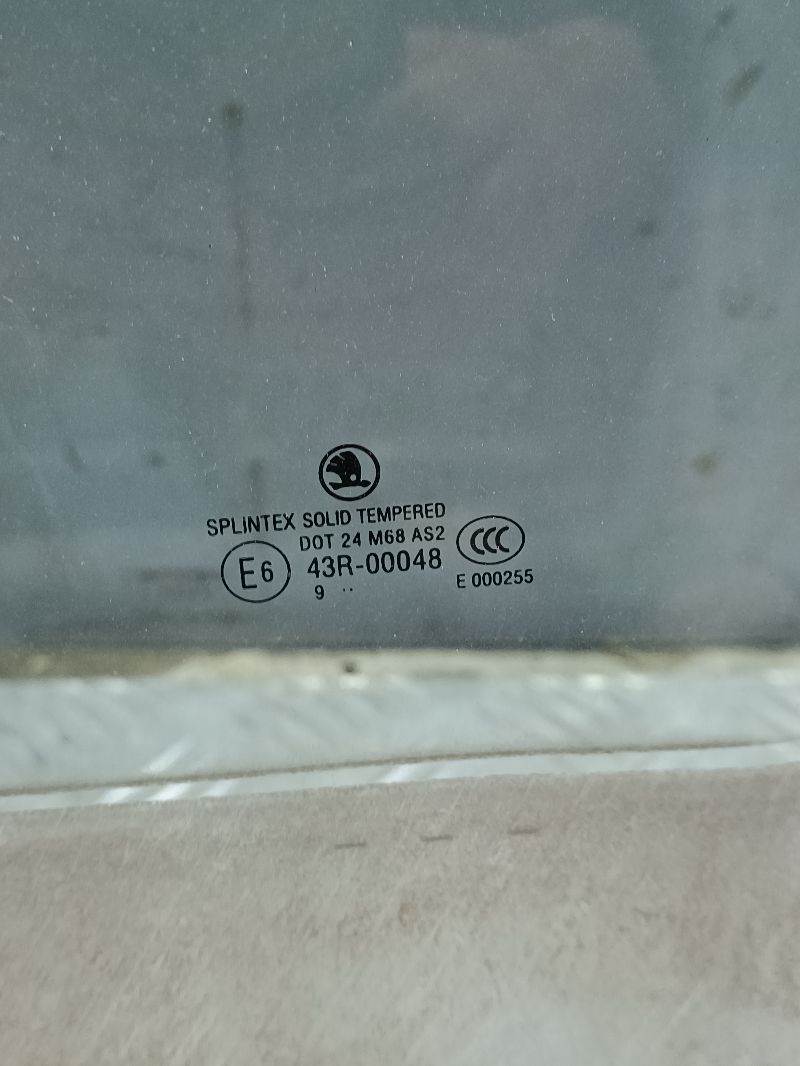 SPLINTEX SOLID TEMPERED
DOT 24 M68 AS2
CCC
E6 43R-00048
E 000255
9 ..